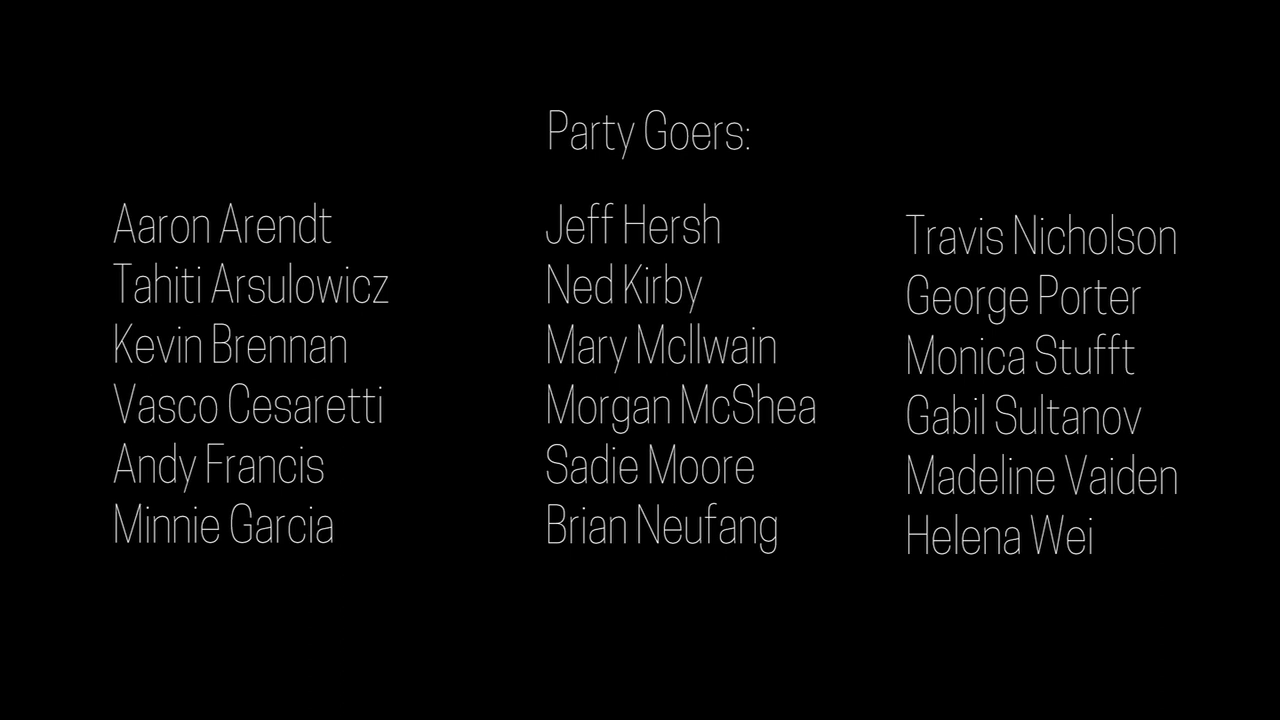 Party Goers:
Aaron Arendt
Tahiti Arsulowicz
Kevin Brennan
Vasco Cesaretti
Andy Francis
Minnie Garcia
Jeff Hersh
Ned Kirby
Mary McIlwain
Morgan McShea
Sadie Moore
Brian Neufang
Travis Nicholson
George Porter
Monica Stufft
Gabil Sultanov
Madeline Vaiden
Helena Wei